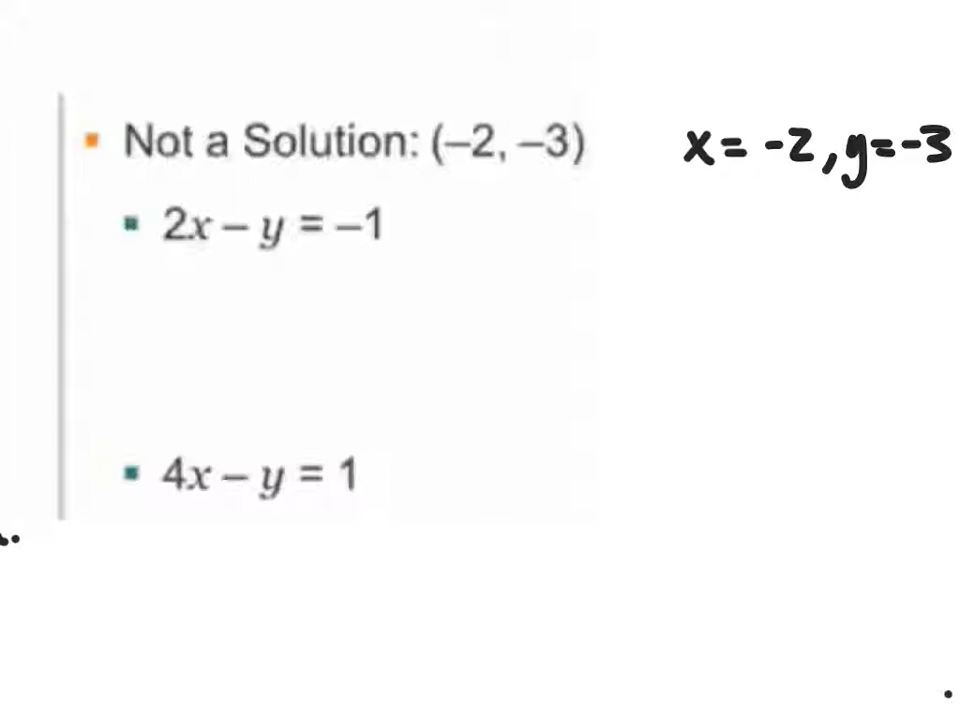 Not a Solution: (–2, –3)
x = -2, y = -3
2x – y = –1
4x – y = 1